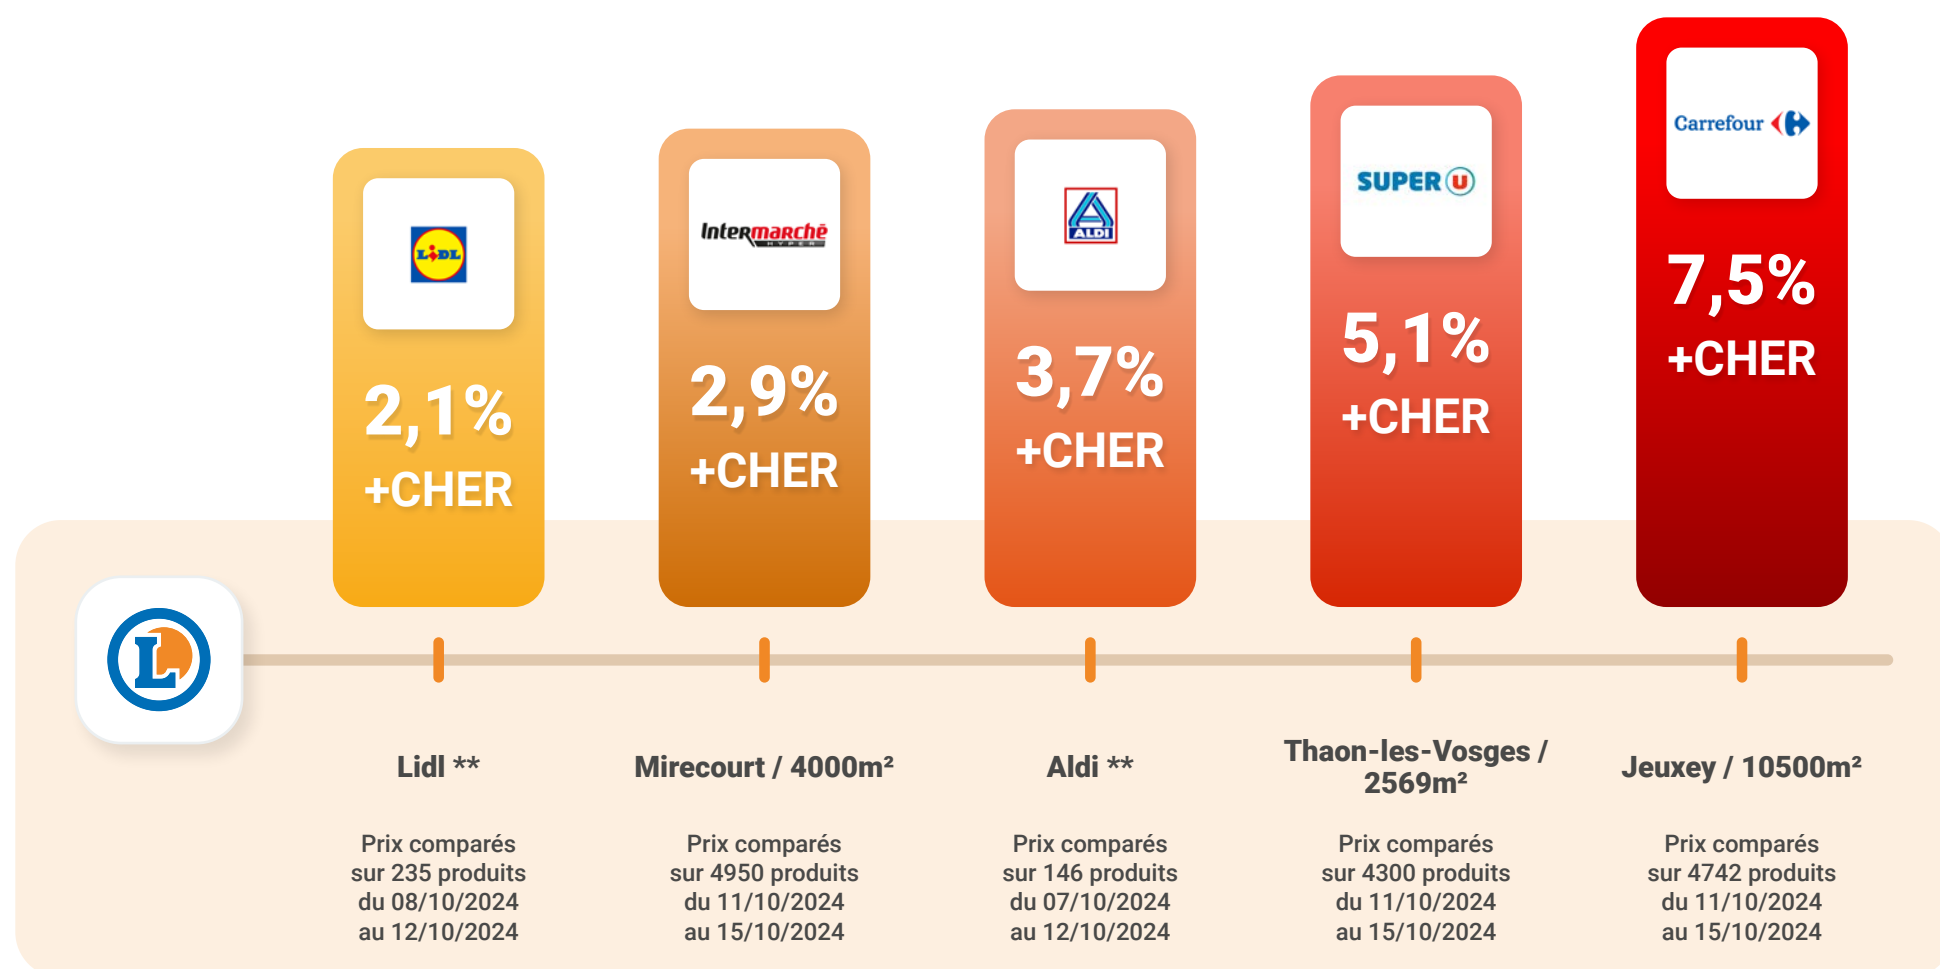 LIDL
2,1%
+CHER
Intermarchē
HYPER
2,9%
+CHER
ALDI
3,7%
+CHER
SUPER U
5,1%
+CHER
Carrefour
7,5%
+CHER
L
Lidl **
Prix comparés
sur 235 produits
du 08/10/2024
au 12/10/2024
Mirecourt / 4000m²
Prix comparés
sur 4950 produits
du 11/10/2024
au 15/10/2024
Aldi **
Prix comparés
sur 146 produits
du 07/10/2024
au 12/10/2024
Thaon-les-Vosges /
2569m²
Prix comparés
sur 4300 produits
du 11/10/2024
au 15/10/2024
Jeuxey / 10500m²
Prix comparés
sur 4742 produits
du 11/10/2024
au 15/10/2024